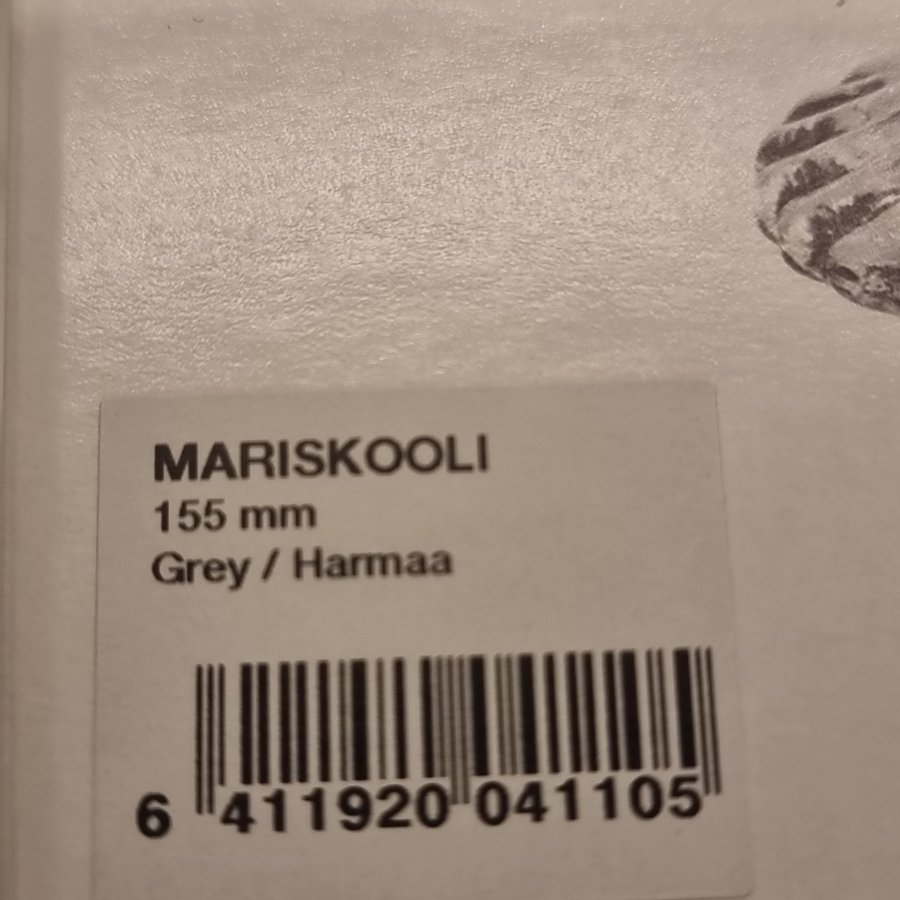 MARISKOOLI
155 mm
Grey / Harmaa
6 411920 041105